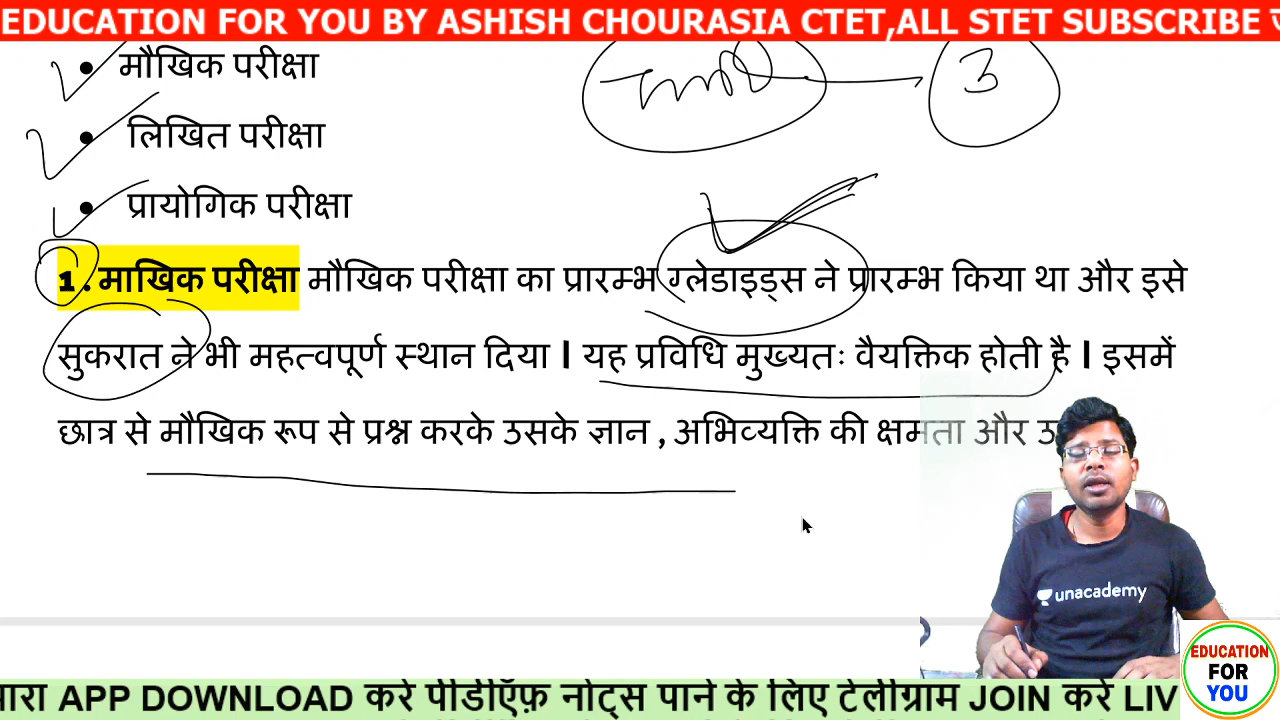 EDUCATION FOR YOU BY ASHISH CHOURASIA CTET,ALL STET SUBSCRIBE
• मौखिक परीक्षा
3
• लिखित परीक्षा
• प्रायोगिक परीक्षा
1. माखिक परीक्षा मौखिक परीक्षा का प्रारम्भ ग्लेडाइड्स ने प्रारम्भ किया था और इसे
सुकरात ने भी महत्वपूर्ण स्थान दिया । यह प्रविधि मुख्यतः वैयक्तिक होती है । इसमें
छात्र से मौखिक रूप से प्रश्न करके उसके ज्ञान , अभिव्यक्ति की क्षमता और
unacademy
EDUCATION
FOR
YOU
APP DOWNLOAD करें पीडीऍफ़ नोट्स पाने के लिए टेलीग्राम JOIN करें LIV